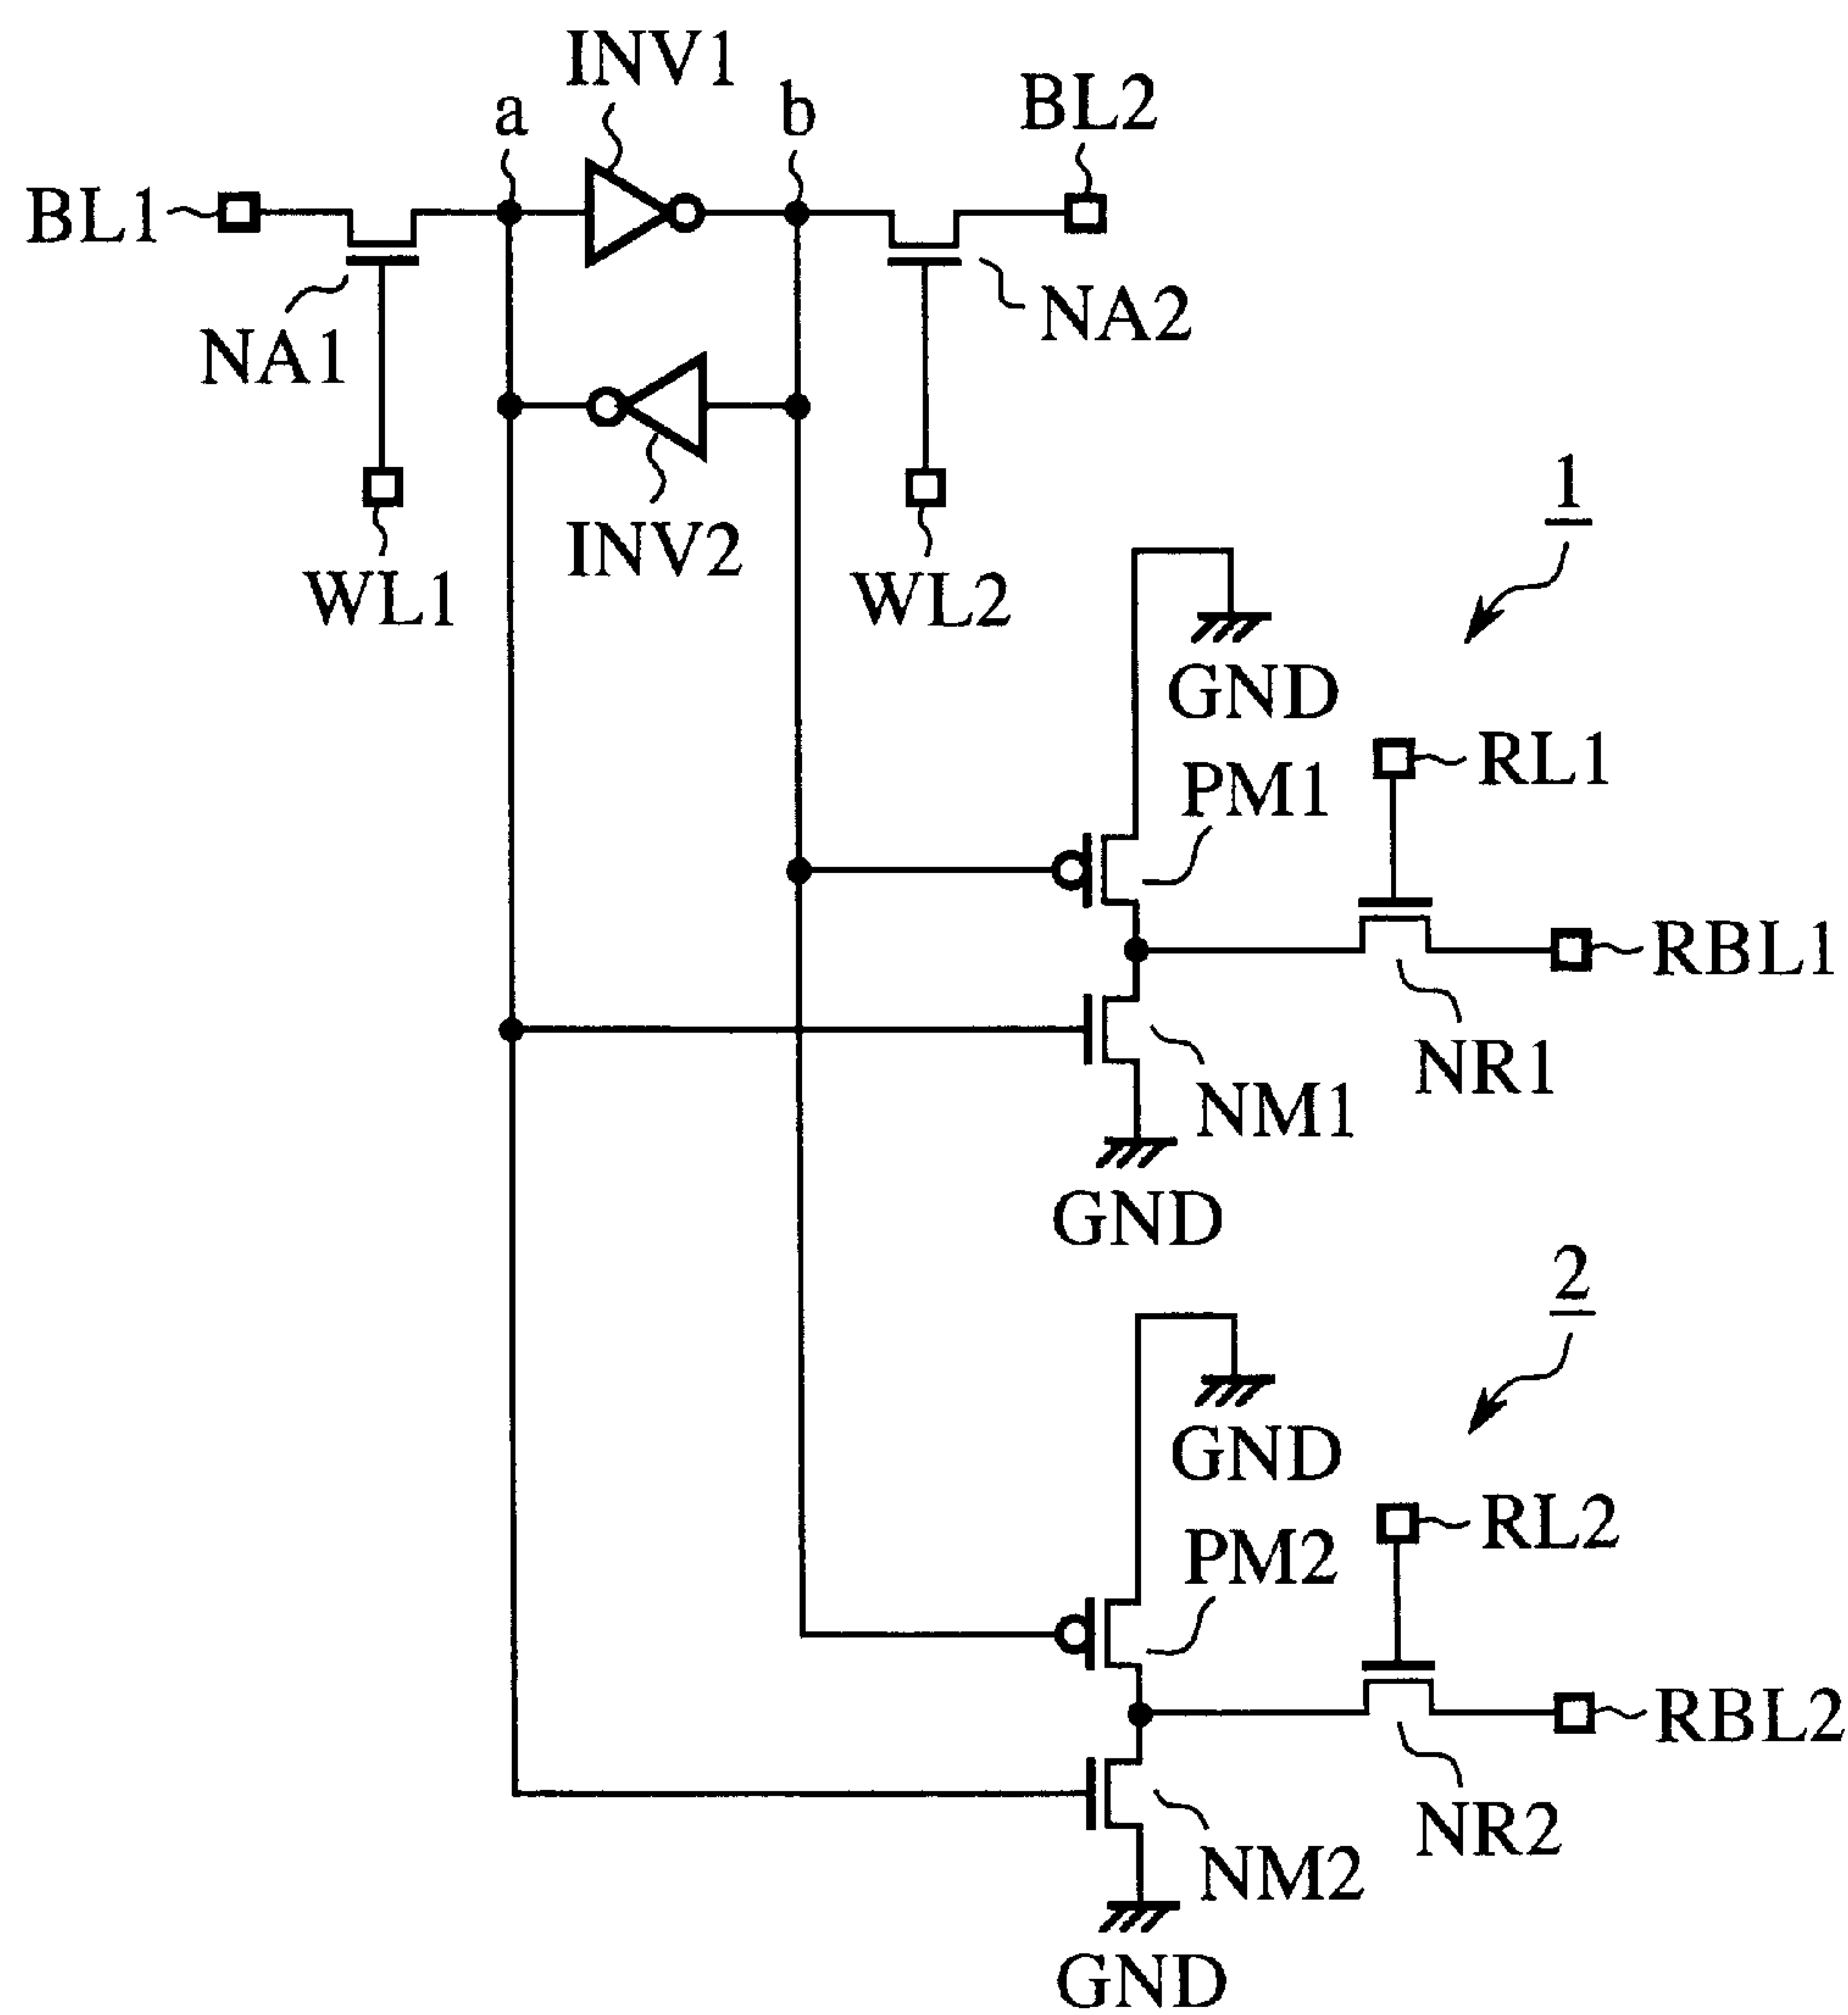 INV1
a
b
BL2
BL1
NA1
NA2
WL1
INV2
WL2
1
GND
RL1
PM1
RBL1
NR1
NM1
GND
2
GND
RL2
PM2
RBL2
NR2
NM2
GND